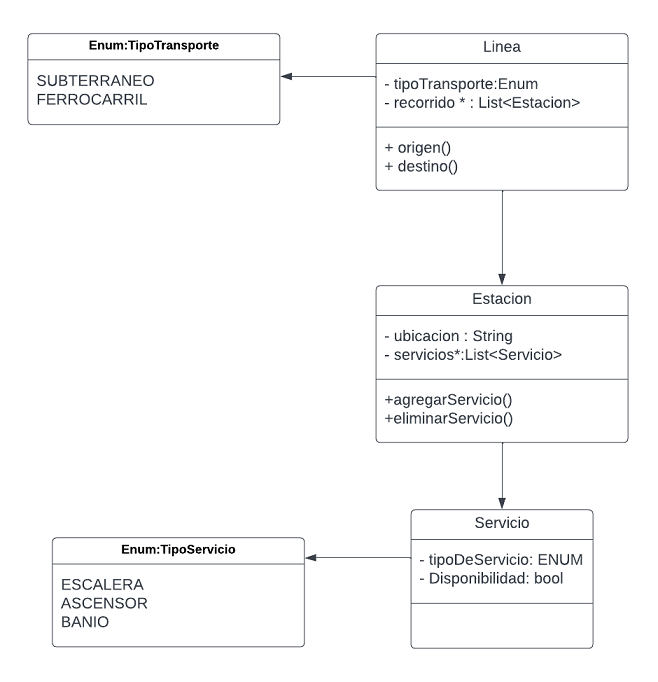 Enum:TipoTransporte
SUBTERRANEO
FERROCARRIL
Linea
- tipoTransporte:Enum
- recorrido * : List<Estacion>
+ origen()
+ destino()
Estacion
- ubicacion : String
- servicios*:List<Servicio>
+agregarServicio()
+eliminarServicio()
Enum:TipoServicio
ESCALERA
ASCENSOR
BANIO
Servicio
- tipoDeServicio: ENUM
- Disponibilidad: bool